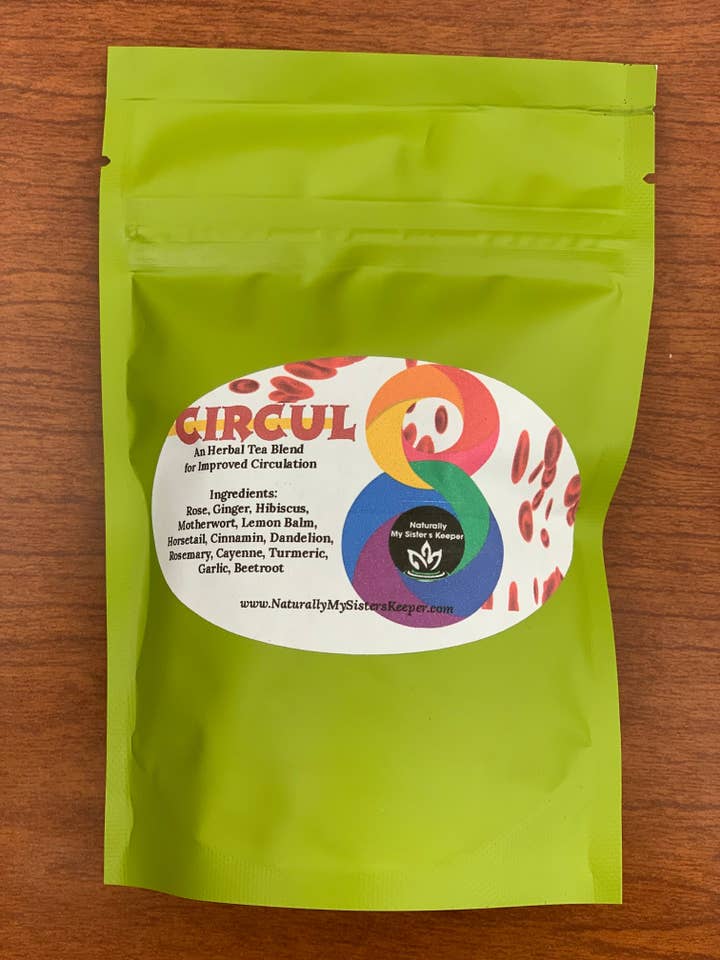 CIRCUL
An Herbal Tea Blend
for Improved Circulation
Ingredients:
Rose, Ginger, Hibiscus,
Motherwort, Lemon Balm,
Horsetail, Cinnamin, Dandelion,
Rosemary, Cayenne, Turmeric,
Garlic, Beetroot
Naturally
My Sister s Keeper
www.NaturallyMySistersKeeper.com